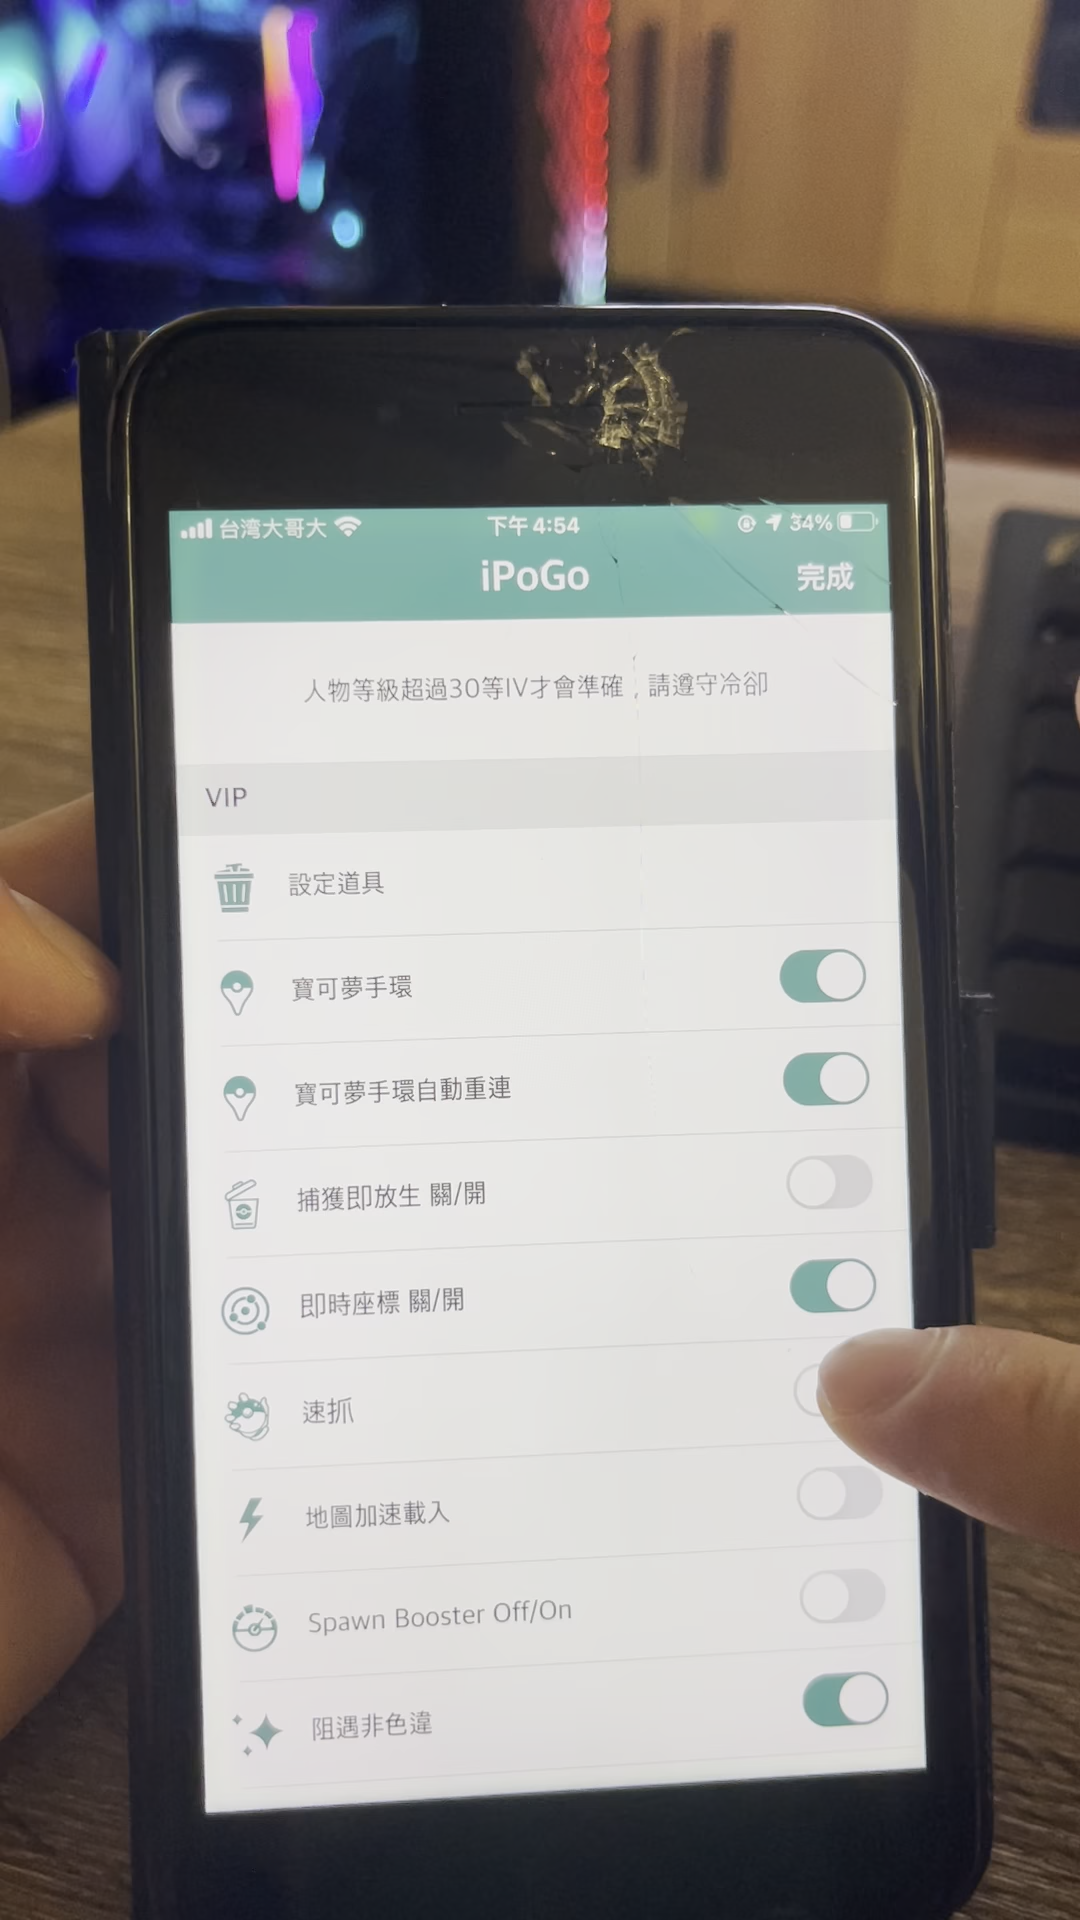 台湾大哥大 下午4:54 34%
iPoGo 完成
人物等級超過30等IV才會準確，請遵守冷卻
VIP
設定道具
寶可夢手環
寶可夢手環自動重連
捕獲即放生 關/開
即時座標 關/開
速抓
地圖加速載入
Spawn Booster Off/On
阻遇非色違